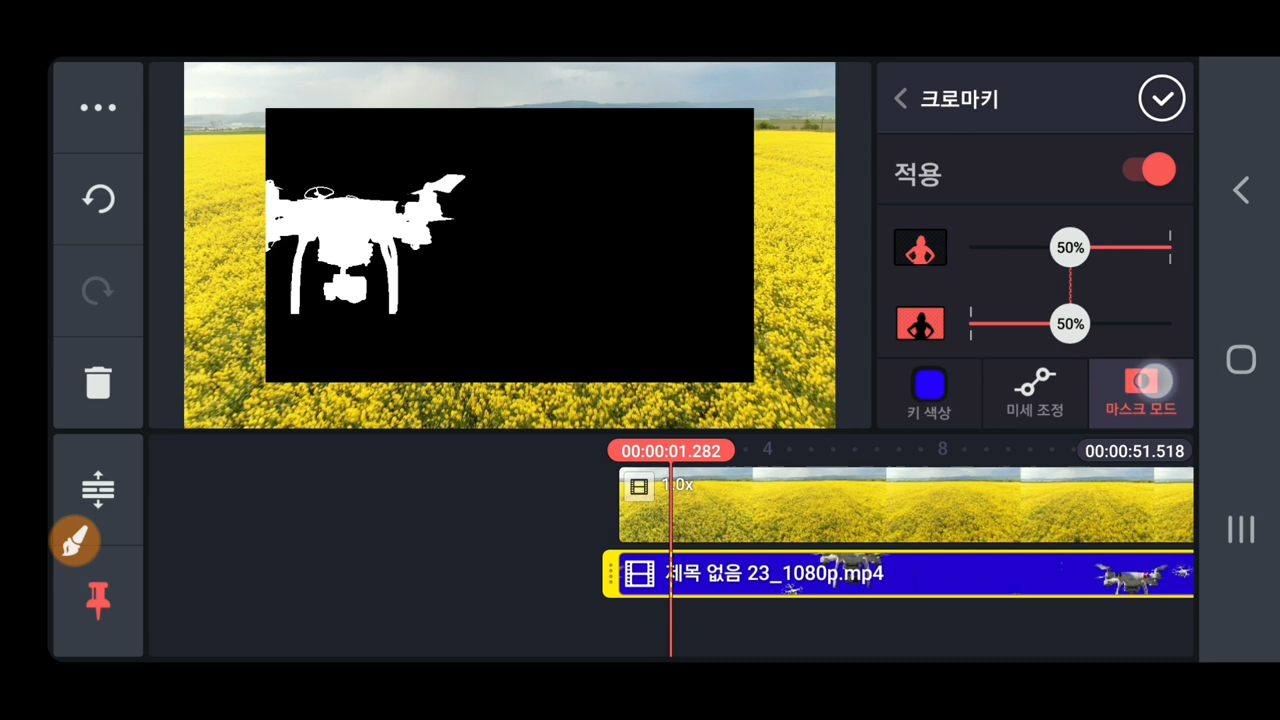 크로마키
적용
50%
50%
키 색상
미세 조정
마스크 모드
00:00:01.282
4
8
00:00:51.518
1.0x
제목 없음 23_1080p.mp4